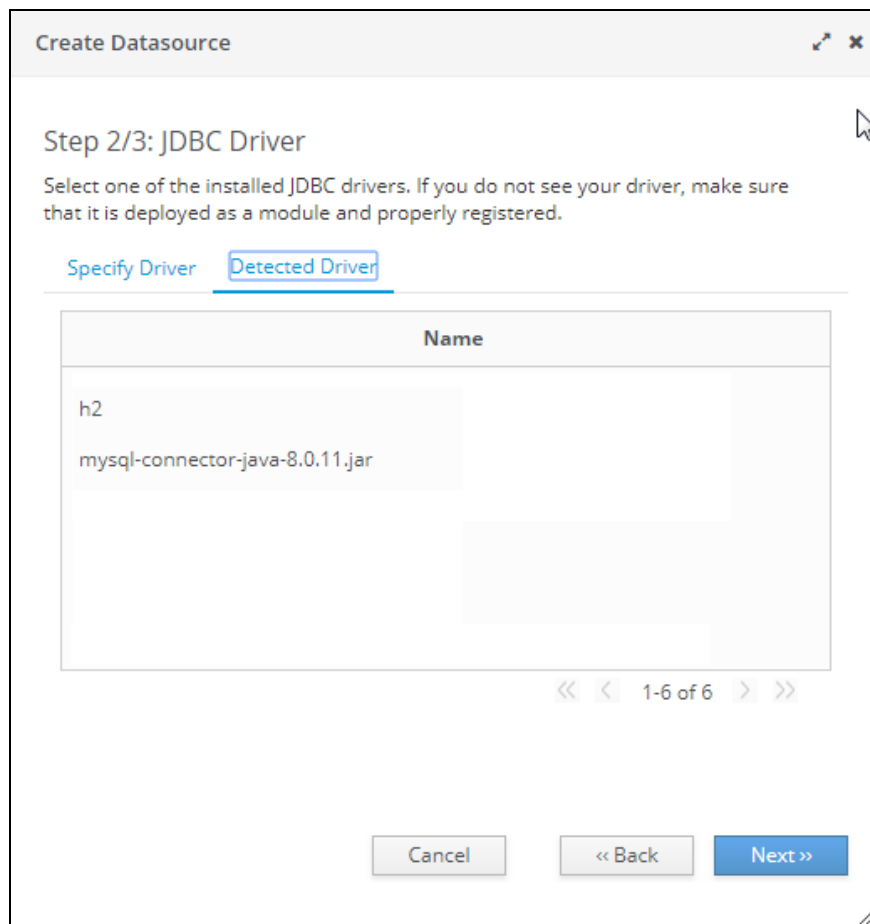 Create Datasource
Step 2/3: JDBC Driver
Select one of the installed JDBC drivers. If you do not see your driver, make sure
that it is deployed as a module and properly registered.
Specify Driver Detected Driver
Name
h2
mysql-connector-java-8.0.11.jar
1-6 of 6
Cancel ‹‹ Back Next ››